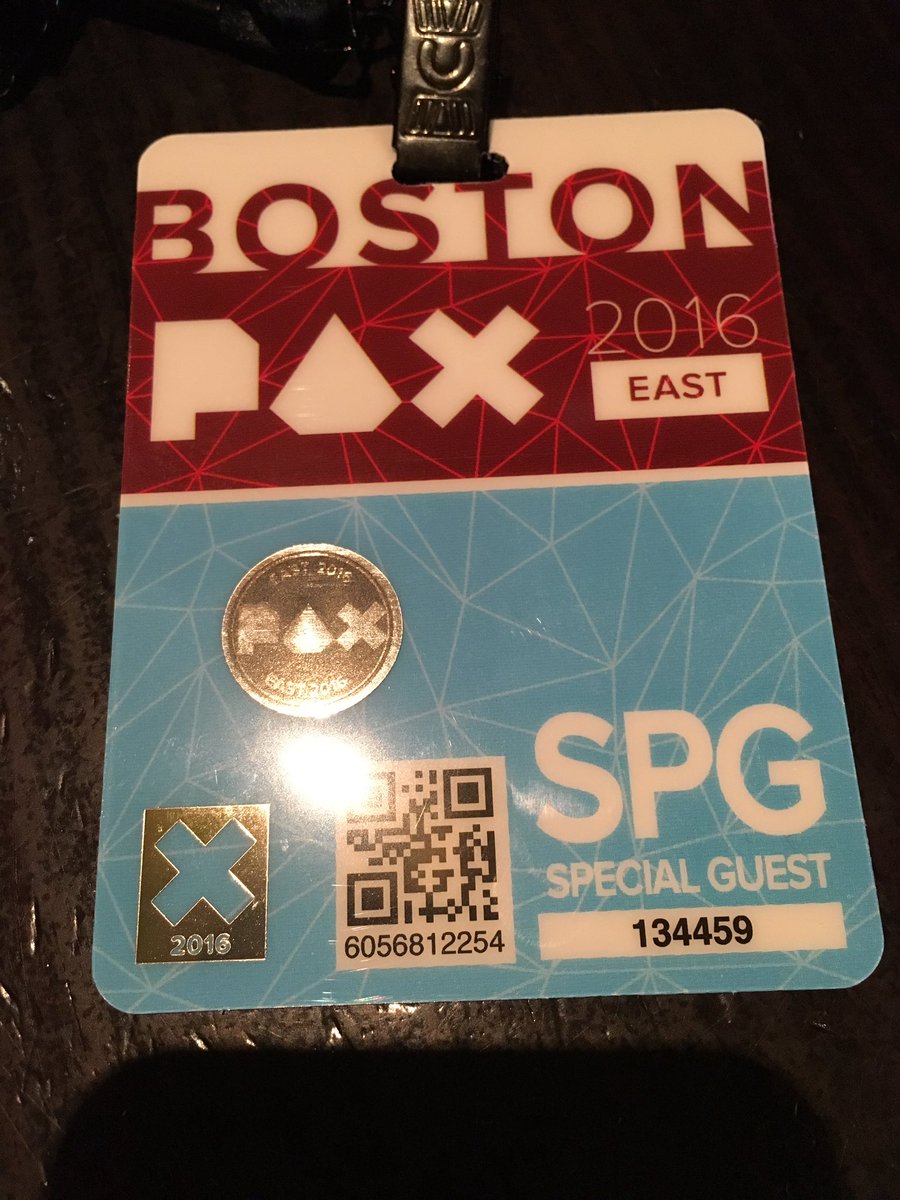 BOSTON
PAX
2016
EAST
EAST 2016
PAX
EAST 2016
SPG
SPECIAL GUEST
134459
6056812254
2016